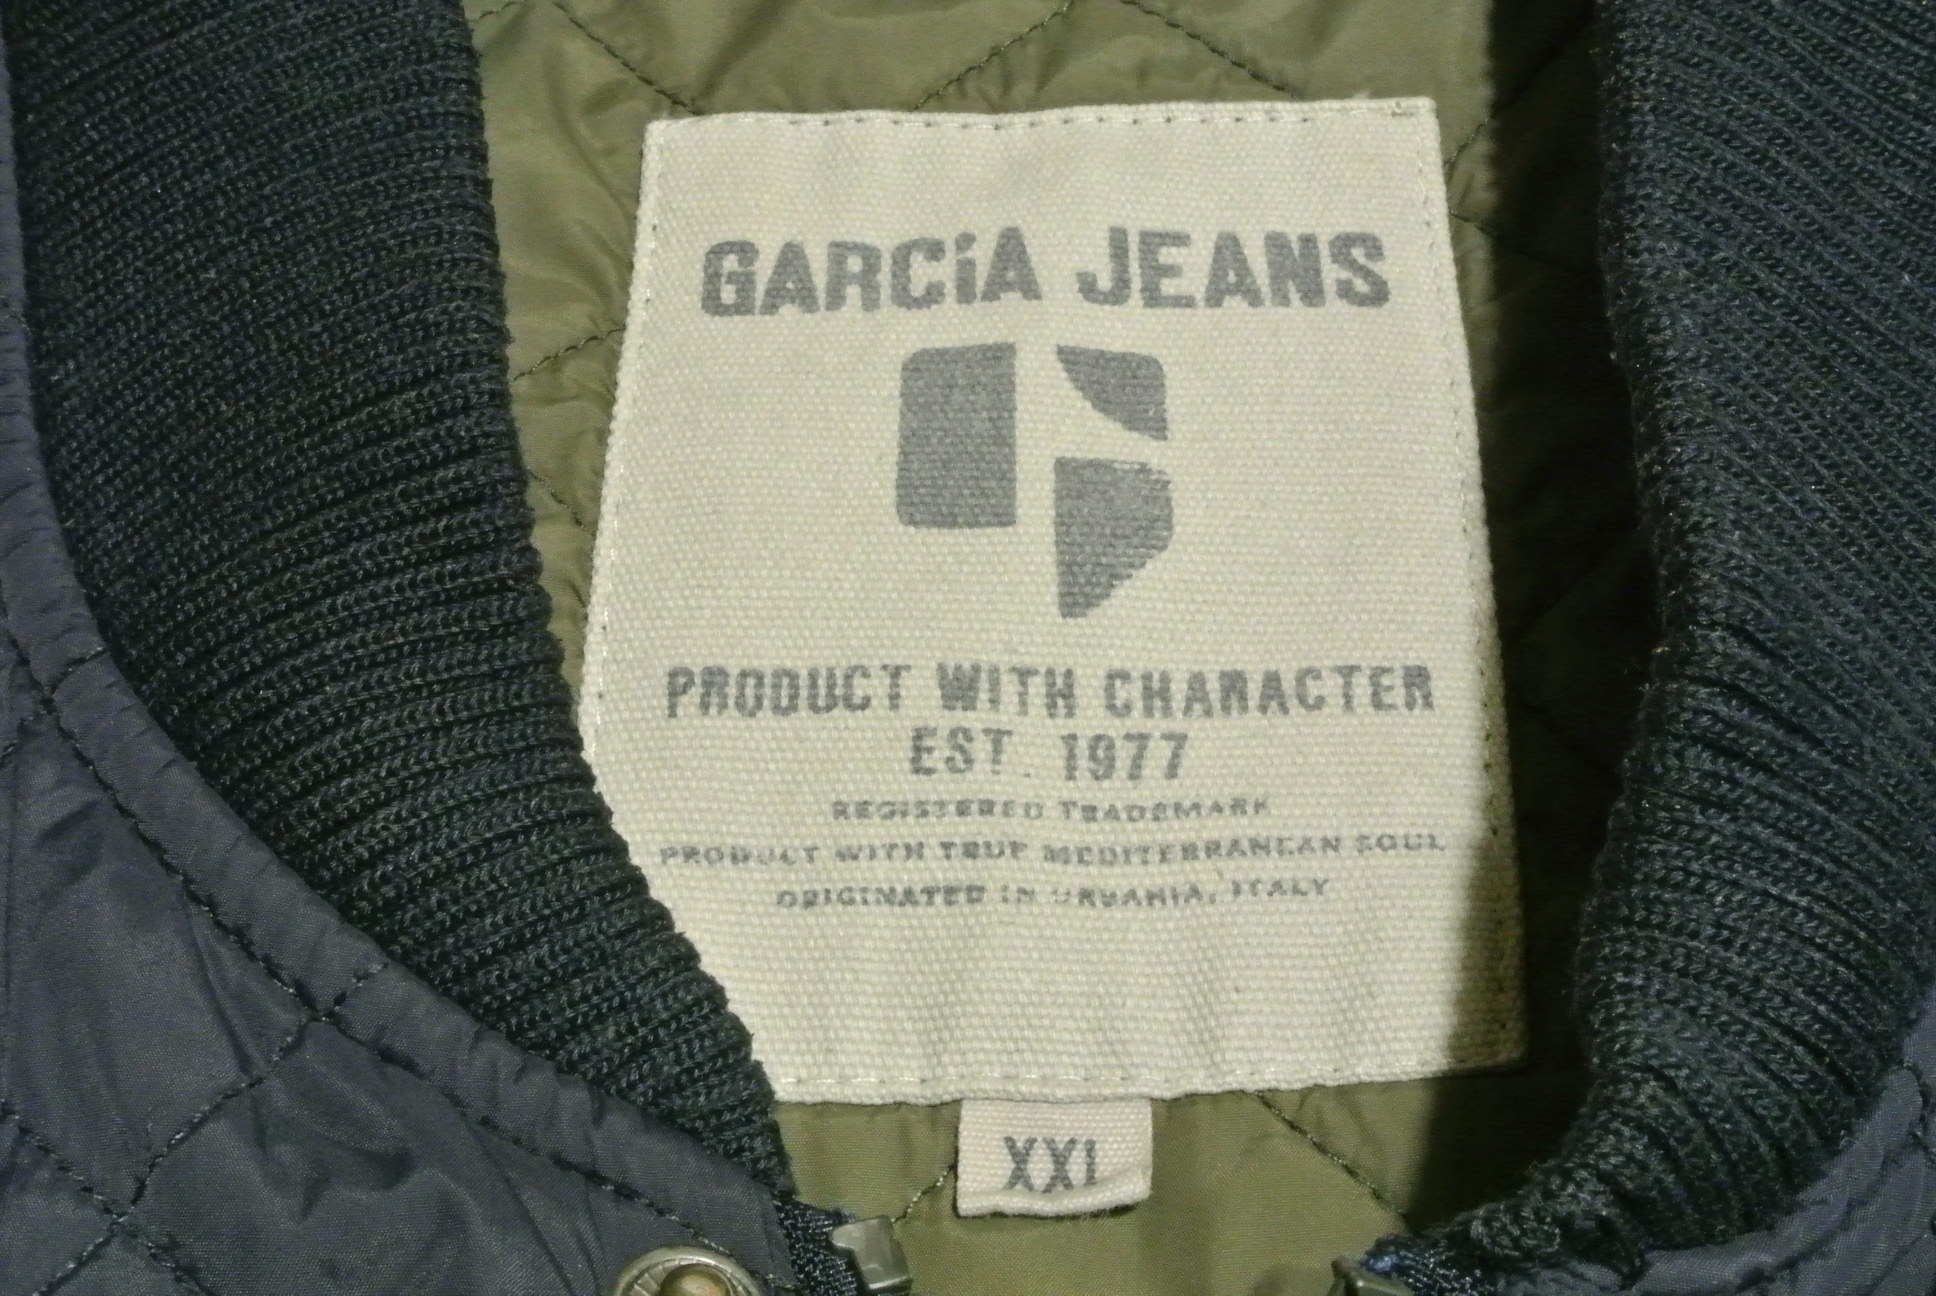 GARCiA JEANS
PRODUCT WITH CHARACTER
EST. 1977
REGISTERED TRADEMARK
PRODUCT WITH TRUE MEDITERRANEAN SOUL
ORIGINATED IN URBANIA, ITALY
XXL